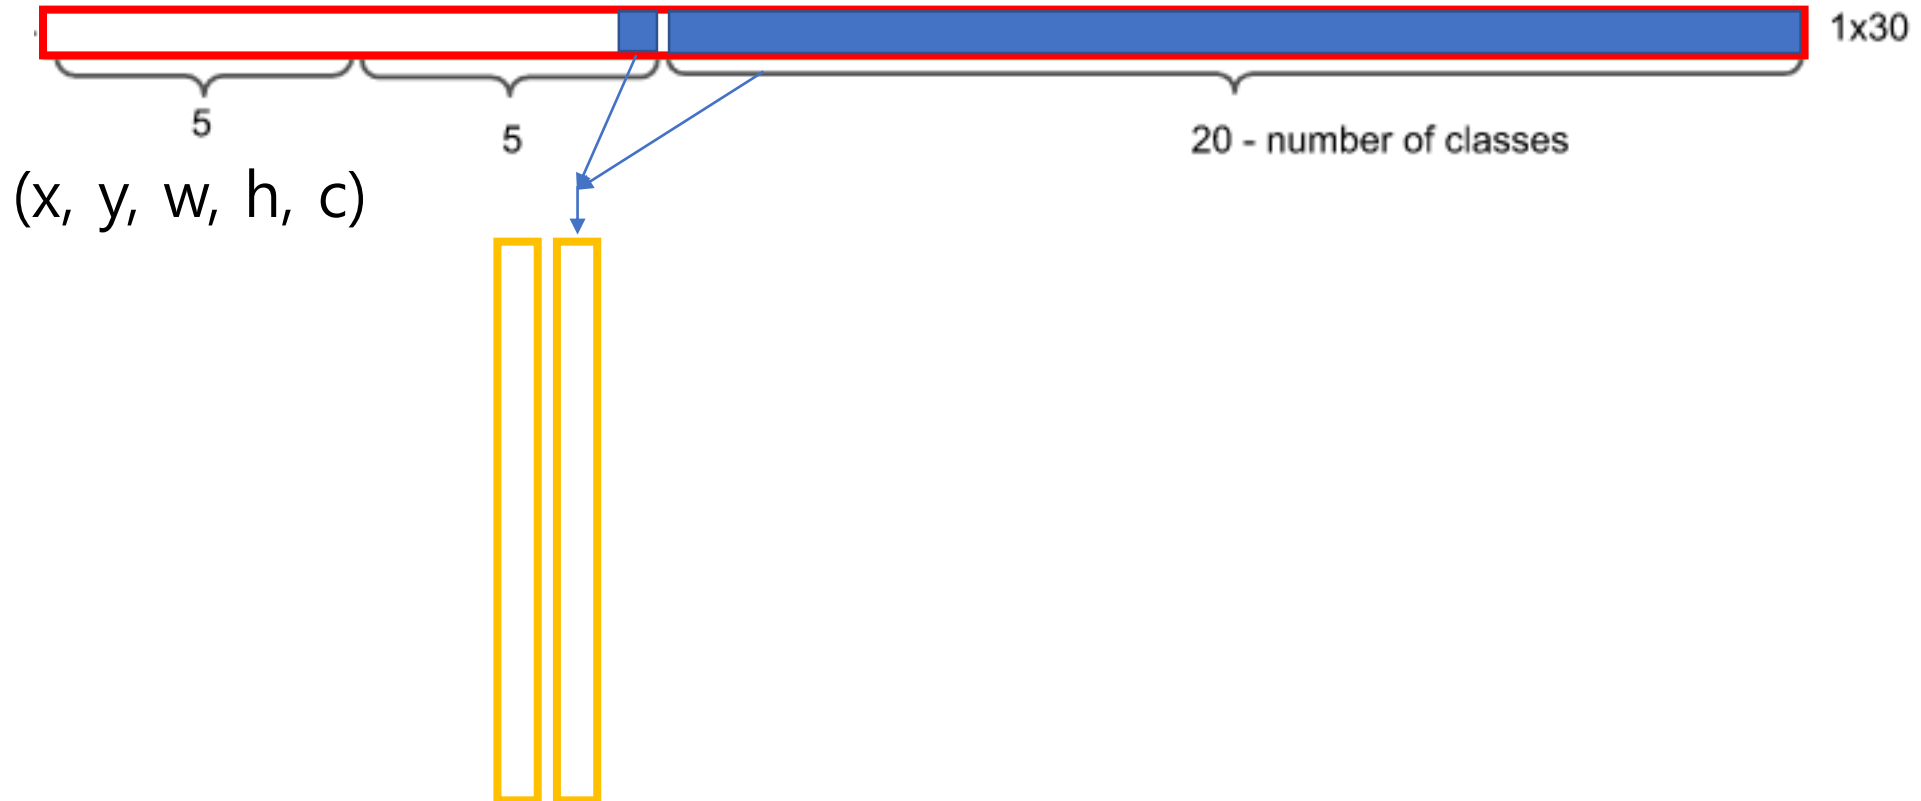 1x30
5
5
20 - number of classes
(x, y, w, h, c)